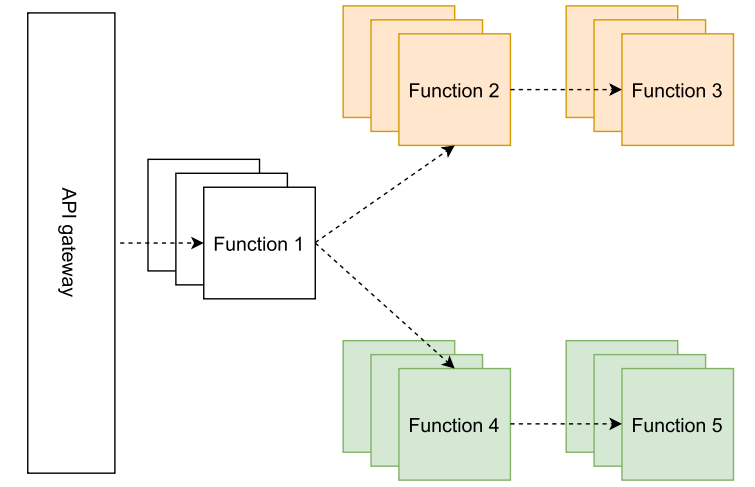 API gateway
Function 1
Function 2
Function 3
Function 4
Function 5